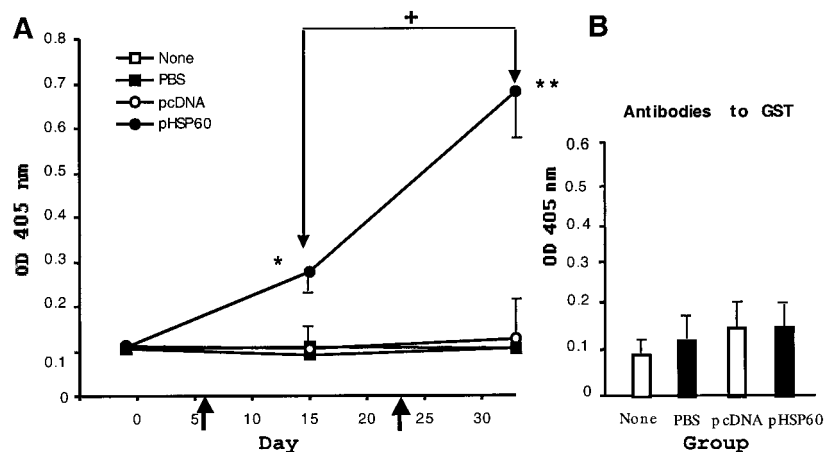 A
None
PBS
pcDNA
pHSP60
+
*
**
OD 405 nm
0.8
0.7
0.6
0.5
0.4
0.3
0.2
0.1
0
0 5 10 15 20 25 30
Day
B
Antibodies to GST
OD 405 nm
0.6
0.5
0.4
0.3
0.2
0.1
0
None PBS pcDNA pHSP60
Group